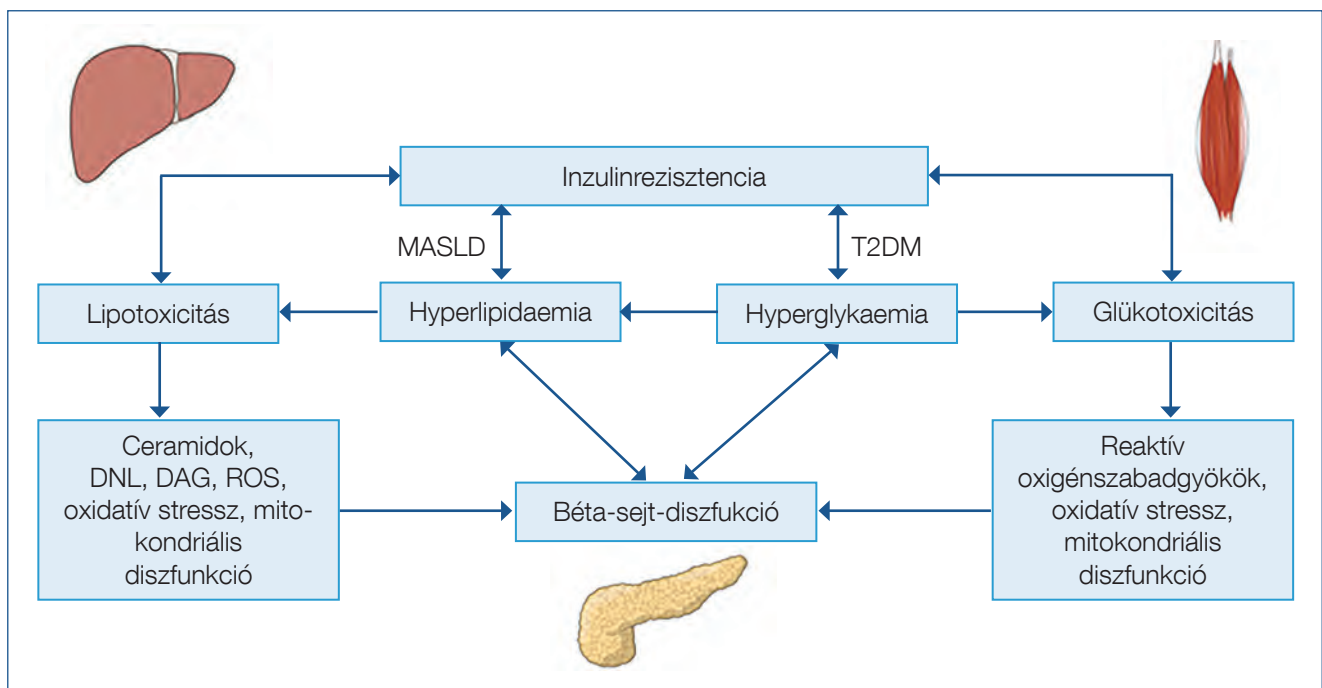 Inzulinrezisztencia
MASLD
T2DM
Lipotoxicitás
Hyperlipidaemia
Hyperglykaemia
Glükotoxicitás
Ceramidok,
DNL, DAG, ROS,
oxidatív stressz, mito-
kondriális
diszfunkció
Béta-sejt-diszfukció
Reaktív
oxigénszabadgyökök,
oxidatív stressz,
mitokondriális
diszfunkció